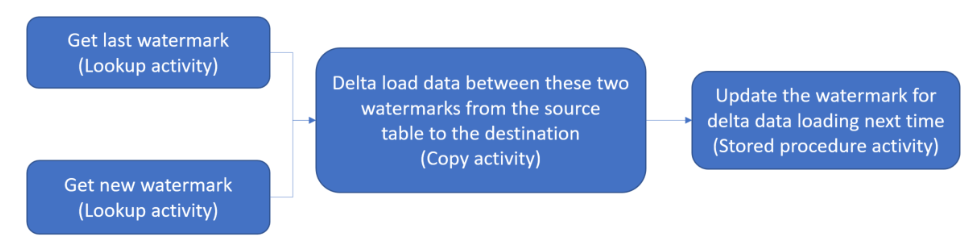 Get last watermark
(Lookup activity)
Get new watermark
(Lookup activity)
Delta load data between these two
watermarks from the source
table to the destination
(Copy activity)
Update the watermark for
delta data loading next time
(Stored procedure activity)